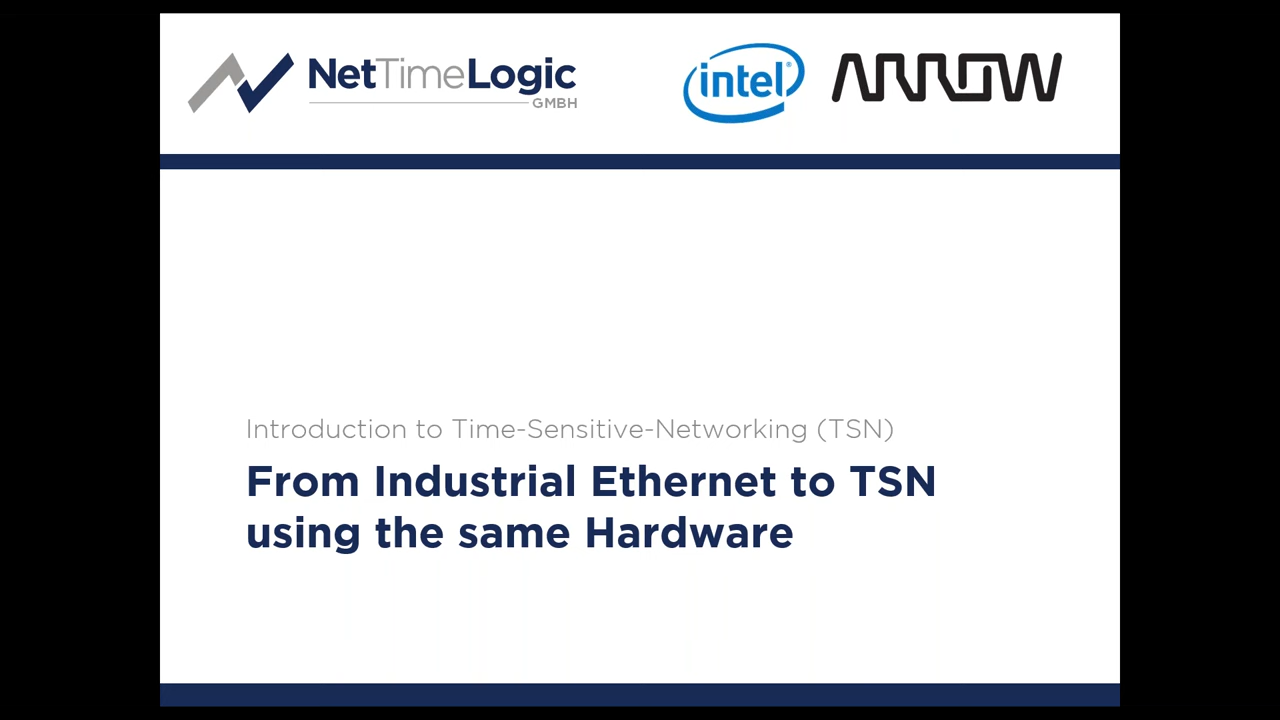 NetTimeLogic
GMBH
intel®
ARROW
Introduction to Time-Sensitive-Networking (TSN)
From Industrial Ethernet to TSN
using the same Hardware